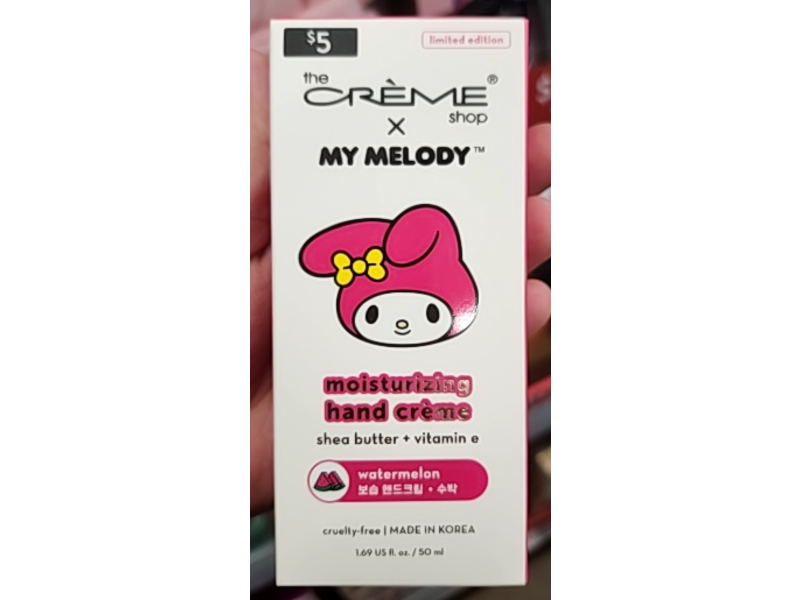 $5
limited edition
the
CRÈME®
shop
X
MY MELODY™
moisturizing
hand crème
shea butter + vitamin e
watermelon
보습 핸드크림 • 수박
cruelty-free | MADE IN KOREA
1.69 US fl. oz. / 50 ml